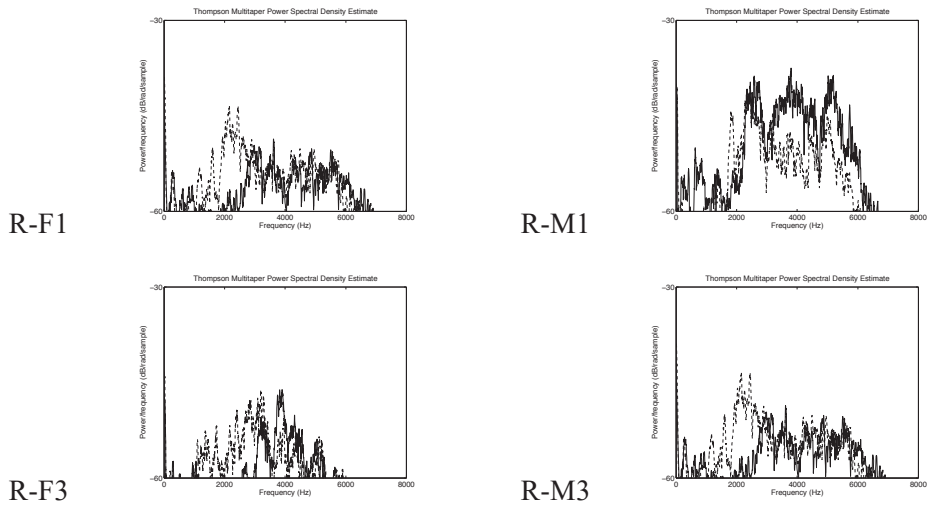 Thompson Multitaper Power Spectral Density Estimate
−30
Power/frequency (dB/rad/sample)
−60
0 2000 4000 6000 8000
Frequency (Hz)
R-F1
Thompson Multitaper Power Spectral Density Estimate
−30
Power/frequency (dB/rad/sample)
−60
0 2000 4000 6000 8000
Frequency (Hz)
R-M1
Thompson Multitaper Power Spectral Density Estimate
−30
Power/frequency (dB/rad/sample)
−60
0 2000 4000 6000 8000
Frequency (Hz)
R-F3
Thompson Multitaper Power Spectral Density Estimate
−30
Power/frequency (dB/rad/sample)
−60
0 2000 4000 6000 8000
Frequency (Hz)
R-M3